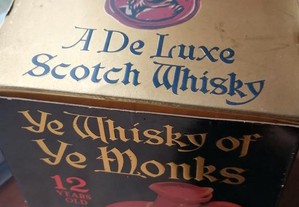 A De Luxe
Scotch Whisky
Ye Whisky of
Ye Monks
12
YEARS
OLD